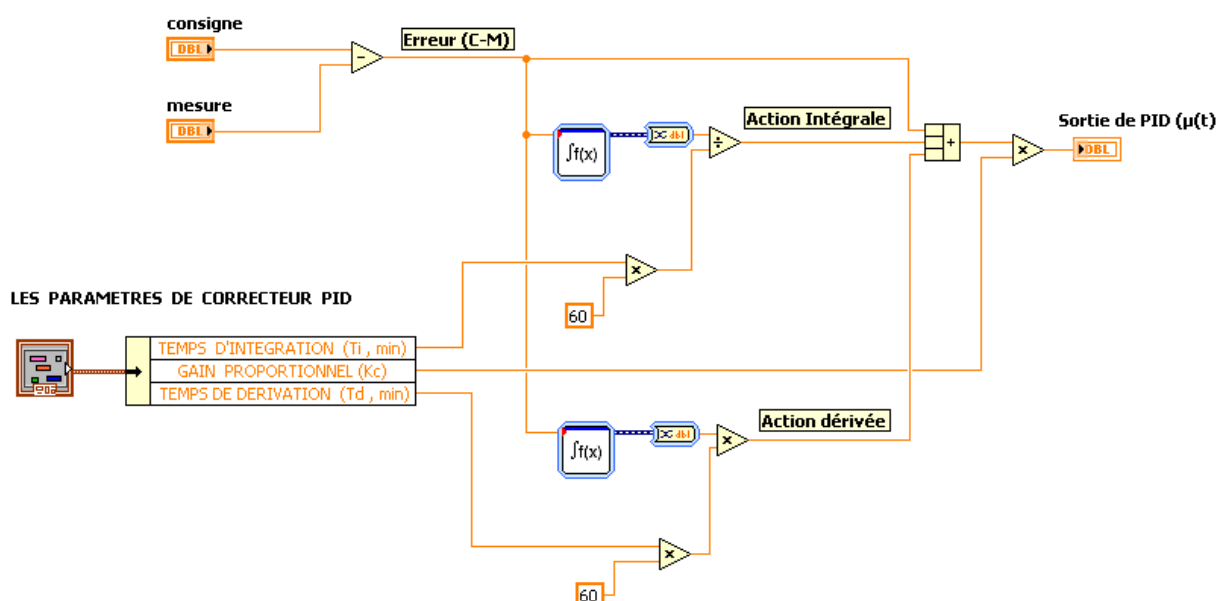 consigne
DBL
Erreur (C-M)
-
mesure
DBL
∫f(x)
dbl
÷
Action Intégrale
+
x
Sortie de PID (µ(t)
DBL
x
60
LES PARAMETRES DE CORRECTEUR PID
TEMPS D'INTEGRATION (Ti , min)
GAIN PROPORTIONNEL (Kc)
TEMPS DE DERIVATION (Td , min)
∫f(x)
dbl
x
Action dérivée
x
60